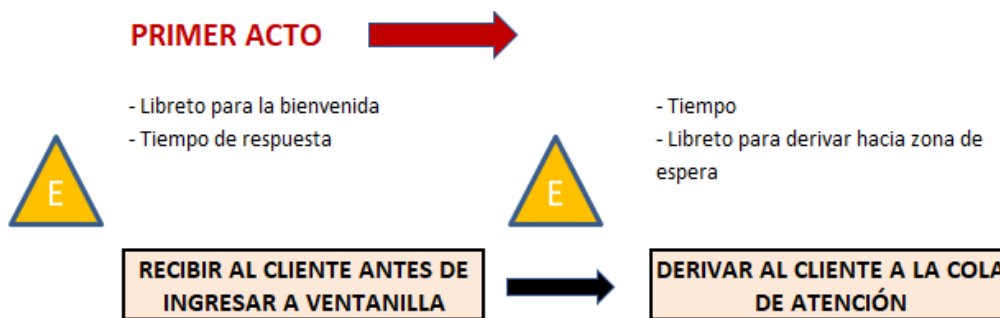 PRIMER ACTO
- Libreto para la bienvenida
- Tiempo de respuesta
E
RECIBIR AL CLIENTE ANTES DE
INGRESAR A VENTANILLA
- Tiempo
- Libreto para derivar hacia zona de
espera
E
DERIVAR AL CLIENTE A LA COLA
DE ATENCIÓN